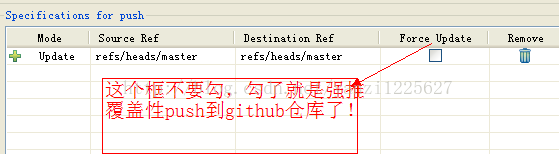 Specifications for push
Mode Source Ref Destination Ref Force Update Remove
Update refs/heads/master refs/heads/master
这个框不要勾，勾了就是强推
覆盖性push到github仓库了！